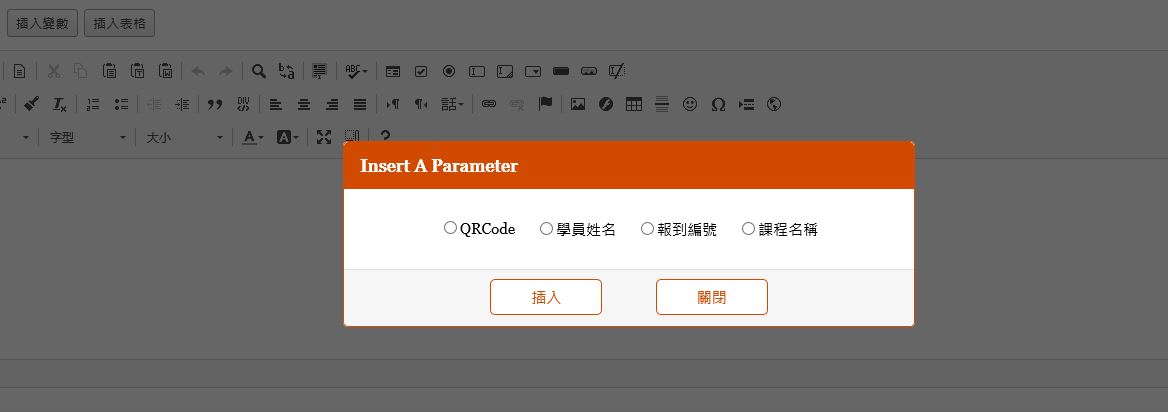 插入變數 插入表格
字型 大小
Insert A Parameter
QRCode 學員姓名 報到編號 課程名稱
插入 關閉